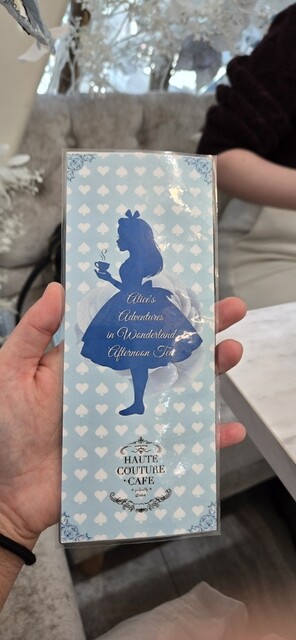 Alice's
Adventures
in Wonderland
Afternoon Tea
HAUTE
COUTURE
CAFE